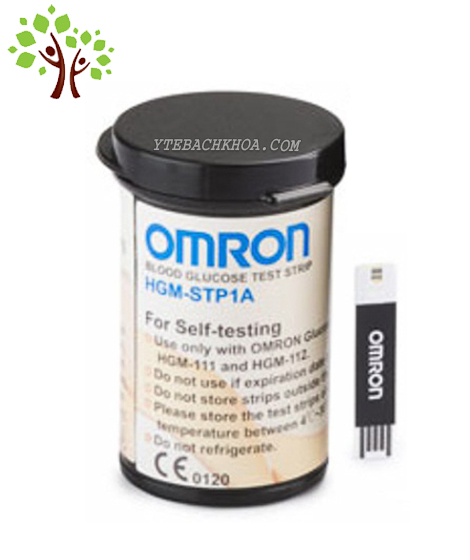 YTEBACHKHOA.COM
OMRON
BLOOD GLUCOSE TEST STRIP
HGM-STP1A
For Self-testing
Use only with OMRON
HGM-111 and HGM-112.
Do not use if expiration date
Do not store strips outside
Please store the test strips
temperature between 4°C-
Do not refrigerate.
CE 0120
OMRON